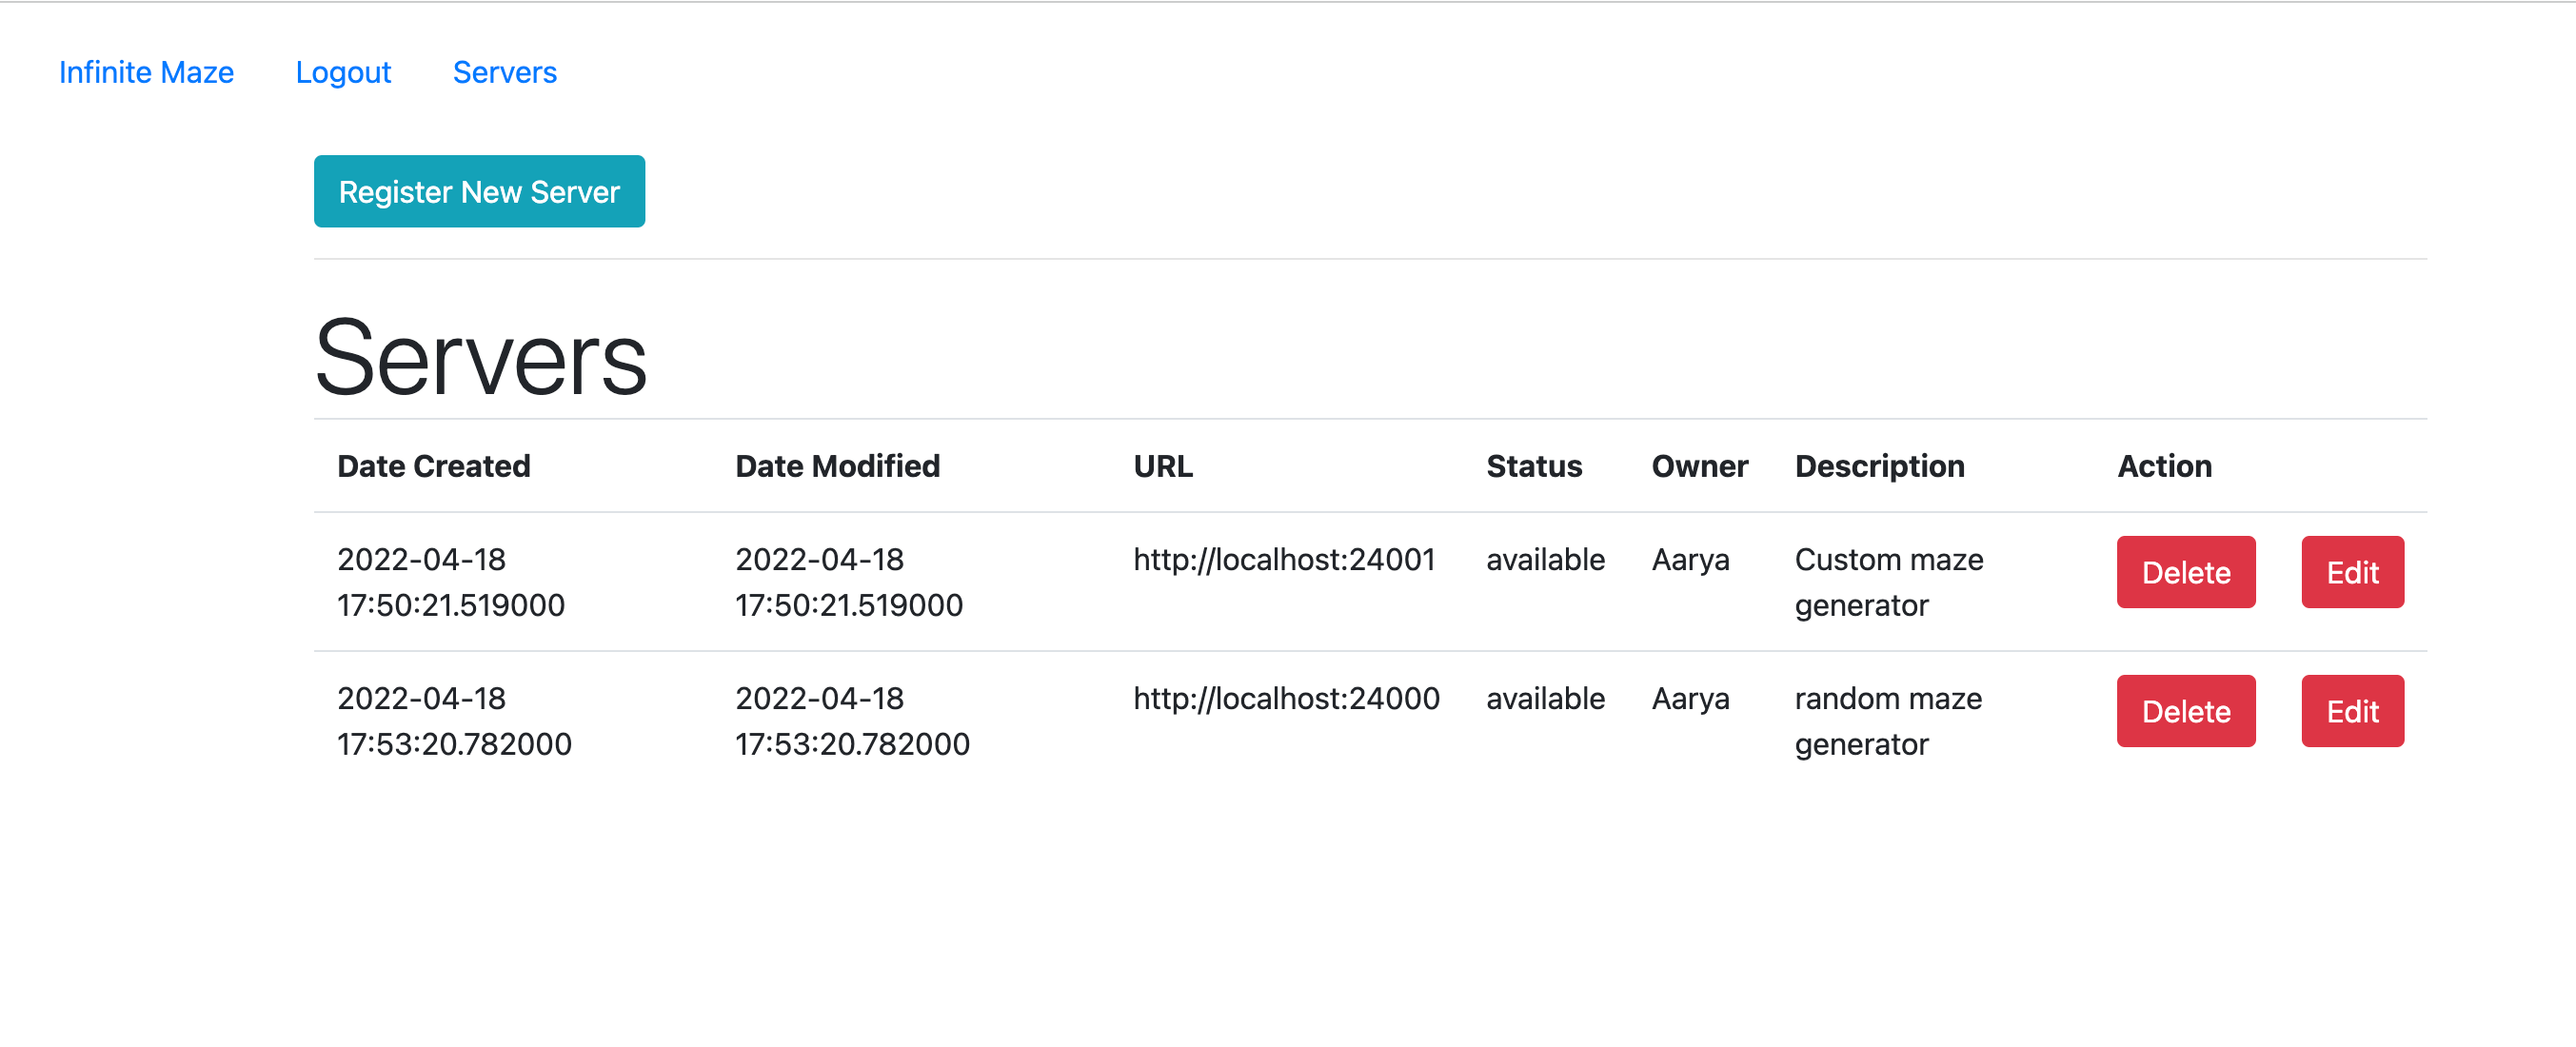 Infinite Maze Logout Servers
Register New Server
Servers
Date Created Date Modified URL Status Owner Description Action
2022-04-18 2022-04-18 http://localhost:24001 available Aarya Custom maze Delete Edit
17:50:21.519000 17:50:21.519000 generator
2022-04-18 2022-04-18 http://localhost:24000 available Aarya random maze Delete Edit
17:53:20.782000 17:53:20.782000 generator